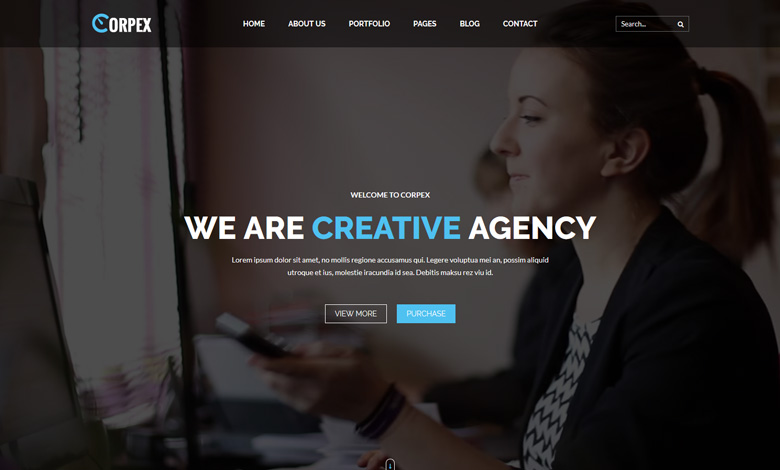 CORPEX
HOME ABOUT US PORTFOLIO PAGES BLOG CONTACT
Search...
WELCOME TO CORPEX
WE ARE CREATIVE AGENCY
Lorem ipsum dolor sit amet, no mollis regione accusamus qui. Legere voluptua mei an, possim aliquid
utroque et ius, molestie iracundia id sea. Debitis maksu rez viu id.
VIEW MORE PURCHASE